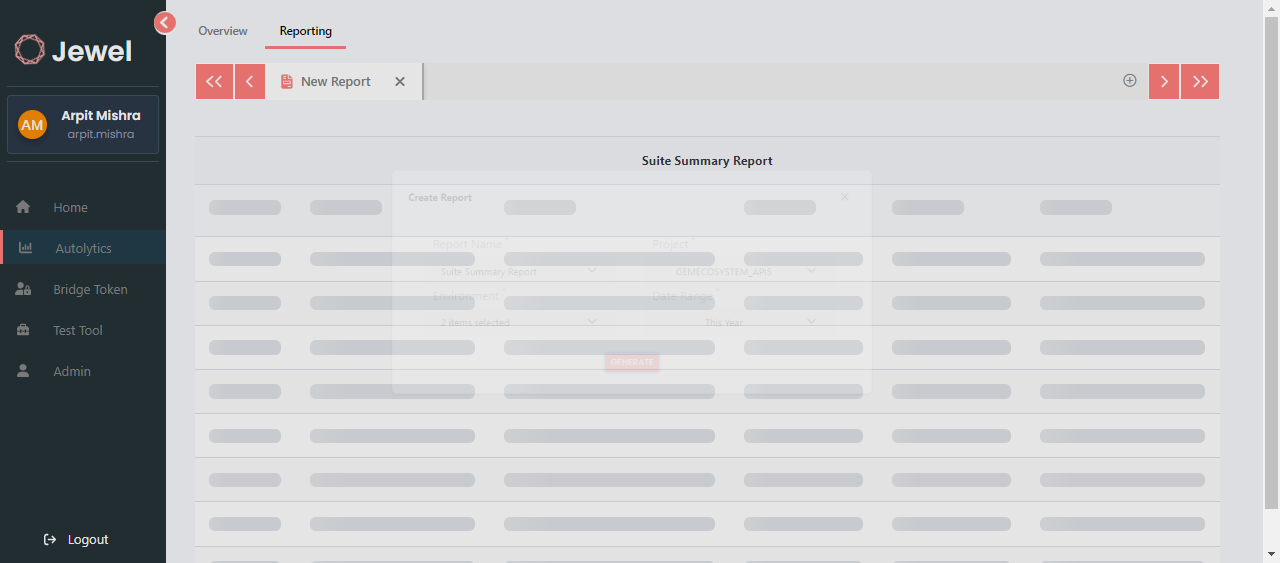 Overview
Reporting
Jewel
New Report
AM
Arpit Mishra
arpit.mishra
Suite Summary Report
Create Report
Home
Report Name *
Project *
Autolytics
Suite Summary Report
GEMECOSYSTEM_APIS
Bridge Token
Environment *
Date Range *
2 items selected
This Year
Test Tool
GENERATE
Admin
Logout